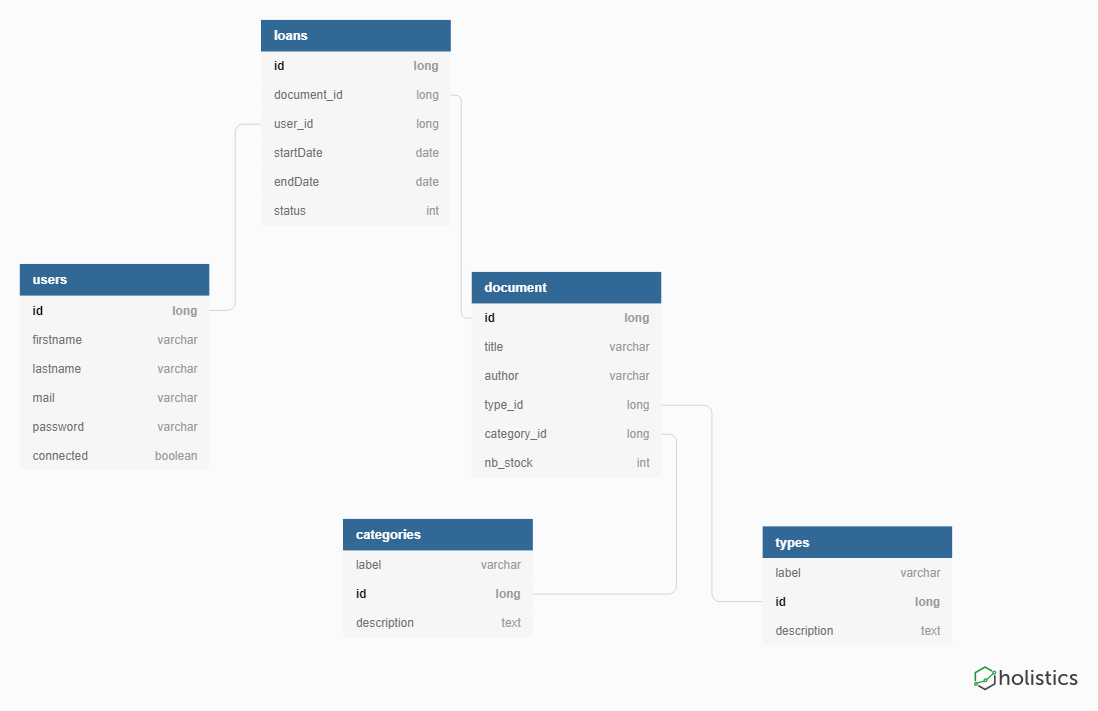 loans
id long
document_id long
user_id long
startDate date
endDate date
status int
users
id long
firstname varchar
lastname varchar
mail varchar
password varchar
connected boolean
document
id long
title varchar
author varchar
type_id long
category_id long
nb_stock int
categories
label varchar
id long
description text
types
label varchar
id long
description text
holistics